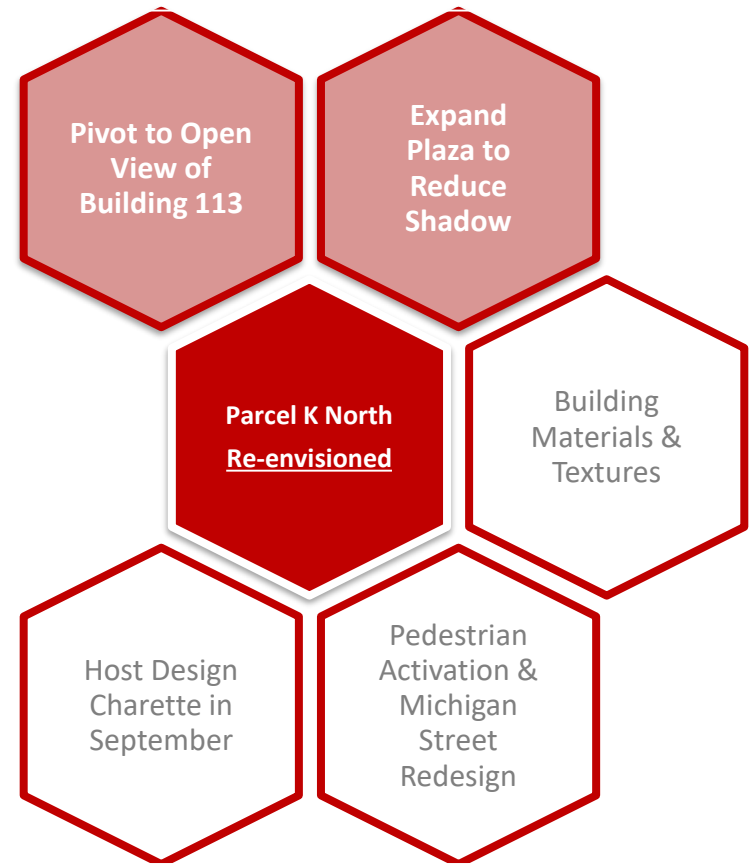 Pivot to Open
View of
Building 113
Expand
Plaza to
Reduce
Shadow
Parcel K North
Re-envisioned
Building
Materials &
Textures
Host Design
Charette in
September
Pedestrian
Activation &
Michigan
Street
Redesign